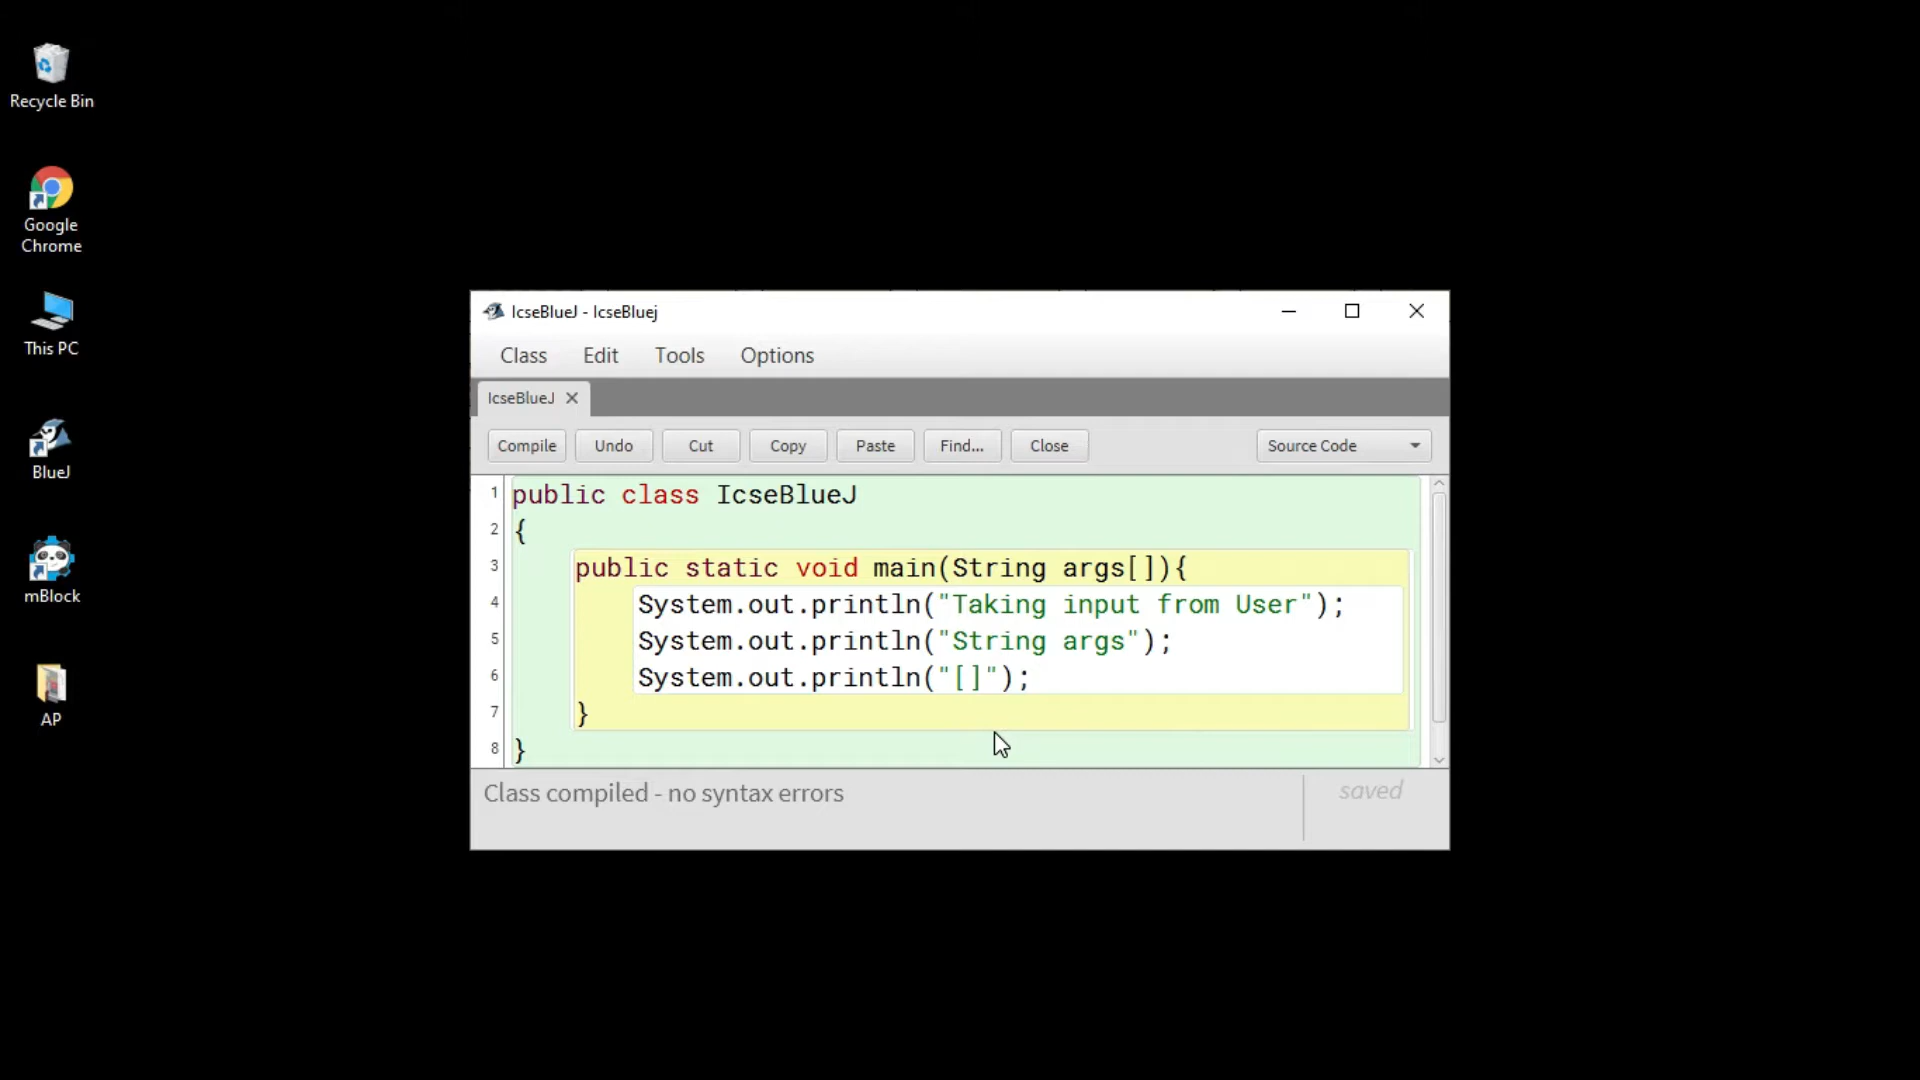 Recycle Bin
Google
Chrome
This PC
BlueJ
mBlock
AP
IcseBlueJ - IcseBluej
Class Edit Tools Options
IcseBlueJ
Compile Undo Cut Copy Paste Find... Close Source Code
1 public class IcseBlueJ
2 {
3 public static void main(String args[]){
4 System.out.println("Taking input from User");
5 System.out.println("String args");
6 System.out.println("[]");
7 }
8 }
Class compiled - no syntax errors
saved